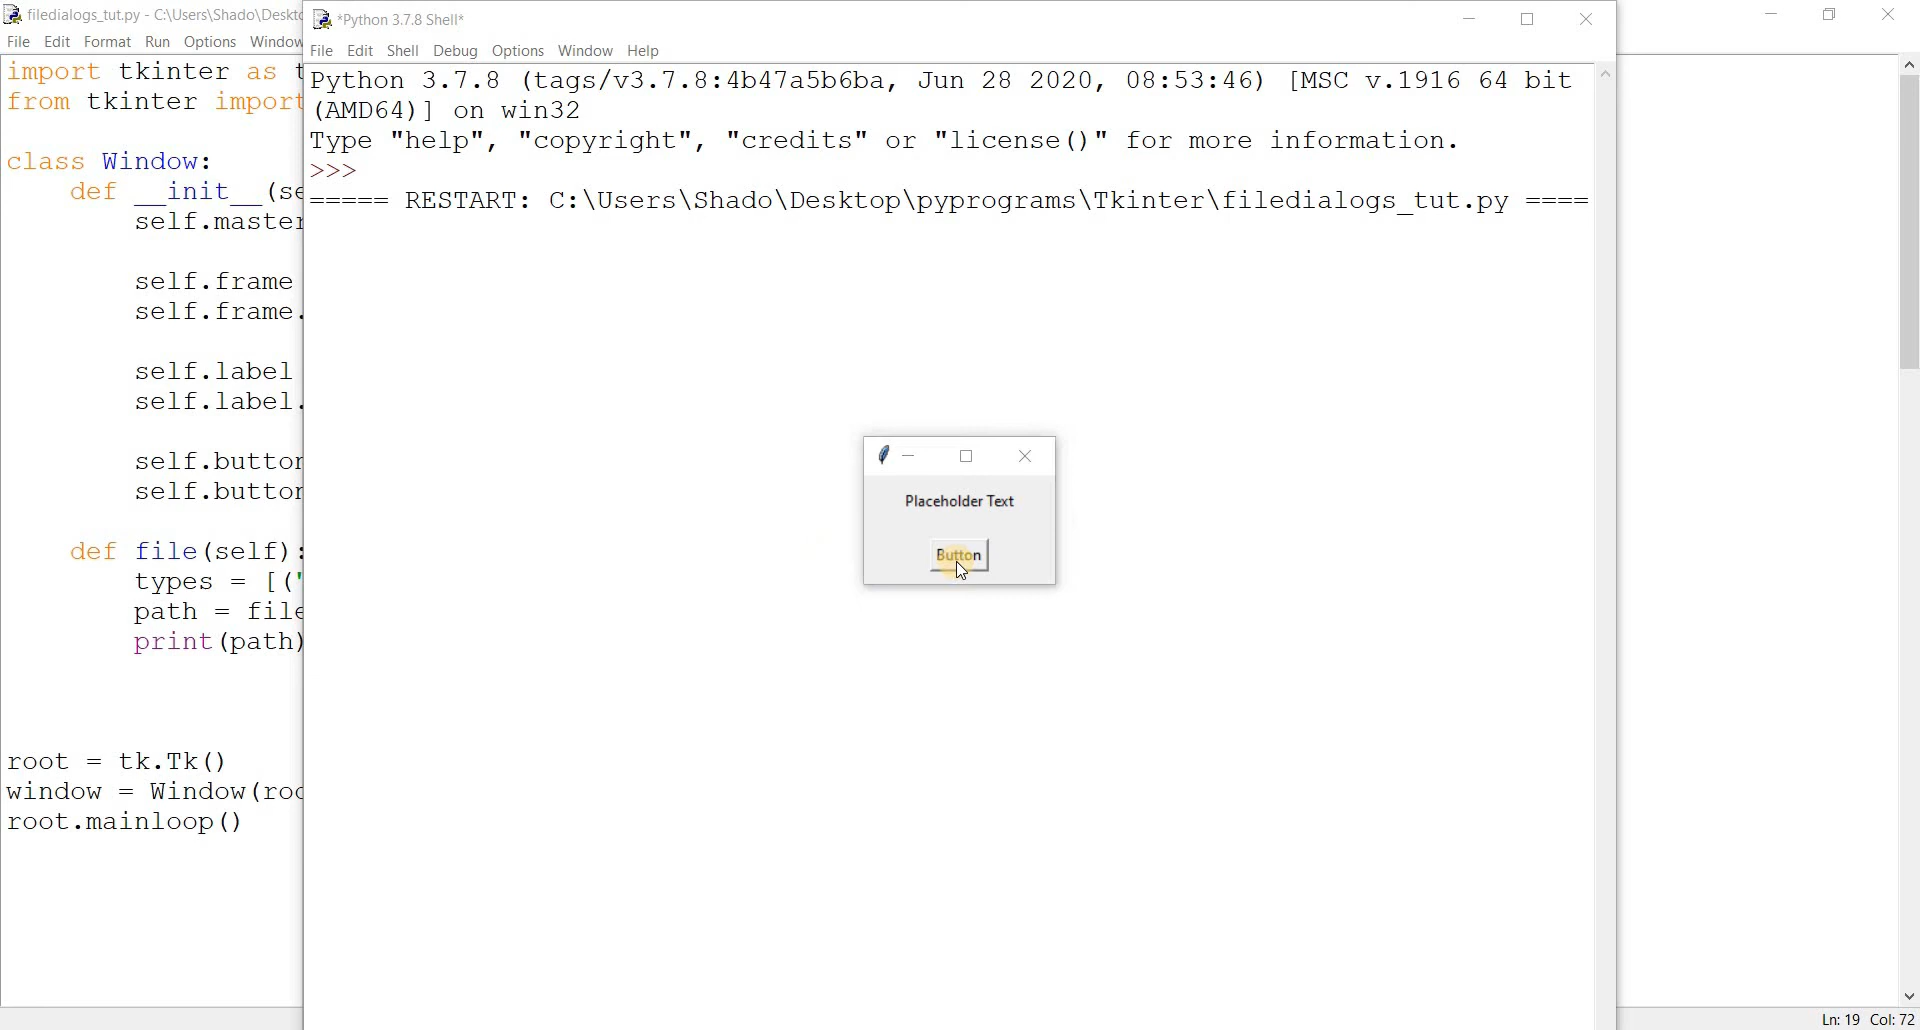 filedialogs_tut.py - C:\Users\Shado\Deskto
File Edit Format Run Options Window
import tkinter as t
from tkinter import
class Window:
def __init__(se
self.master
self.frame
self.frame.
self.label
self.label.
self.button
self.button
def file(self):
types = [("
path = file
print(path)
root = tk.Tk()
window = Window(roo
root.mainloop()
*Python 3.7.8 Shell*
File Edit Shell Debug Options Window Help
Python 3.7.8 (tags/v3.7.8:4b47a5b6ba, Jun 28 2020, 08:53:46) [MSC v.1916 64 bit
(AMD64)] on win32
Type "help", "copyright", "credits" or "license()" for more information.
>>>
===== RESTART: C:\Users\Shado\Desktop\pyprograms\Tkinter\filedialogs_tut.py ====
Placeholder Text
Button
Ln: 19 Col: 72